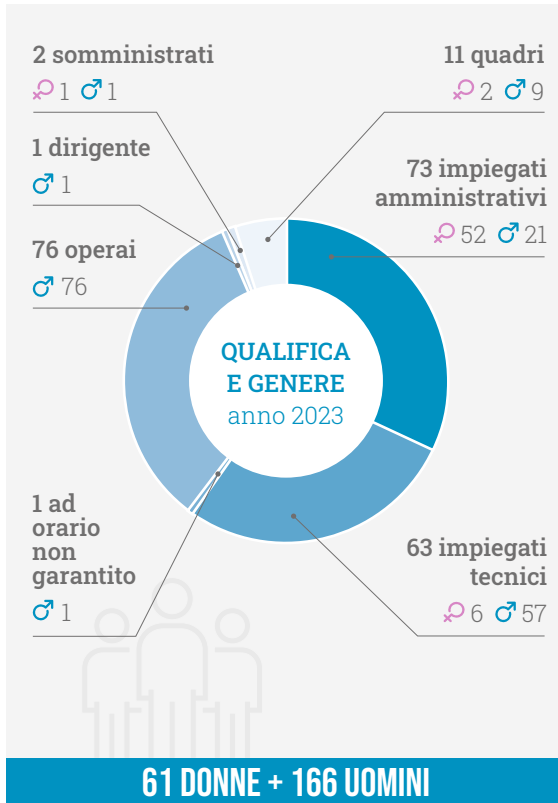 2 somministrati
1 1
1 dirigente
1
76 operai
76
11 quadri
2 9
73 impiegati
amministrativi
52 21
QUALIFICA
E GENERE
anno 2023
1 ad
orario
non
garantito
1
63 impiegati
tecnici
6 57
61 DONNE + 166 UOMINI